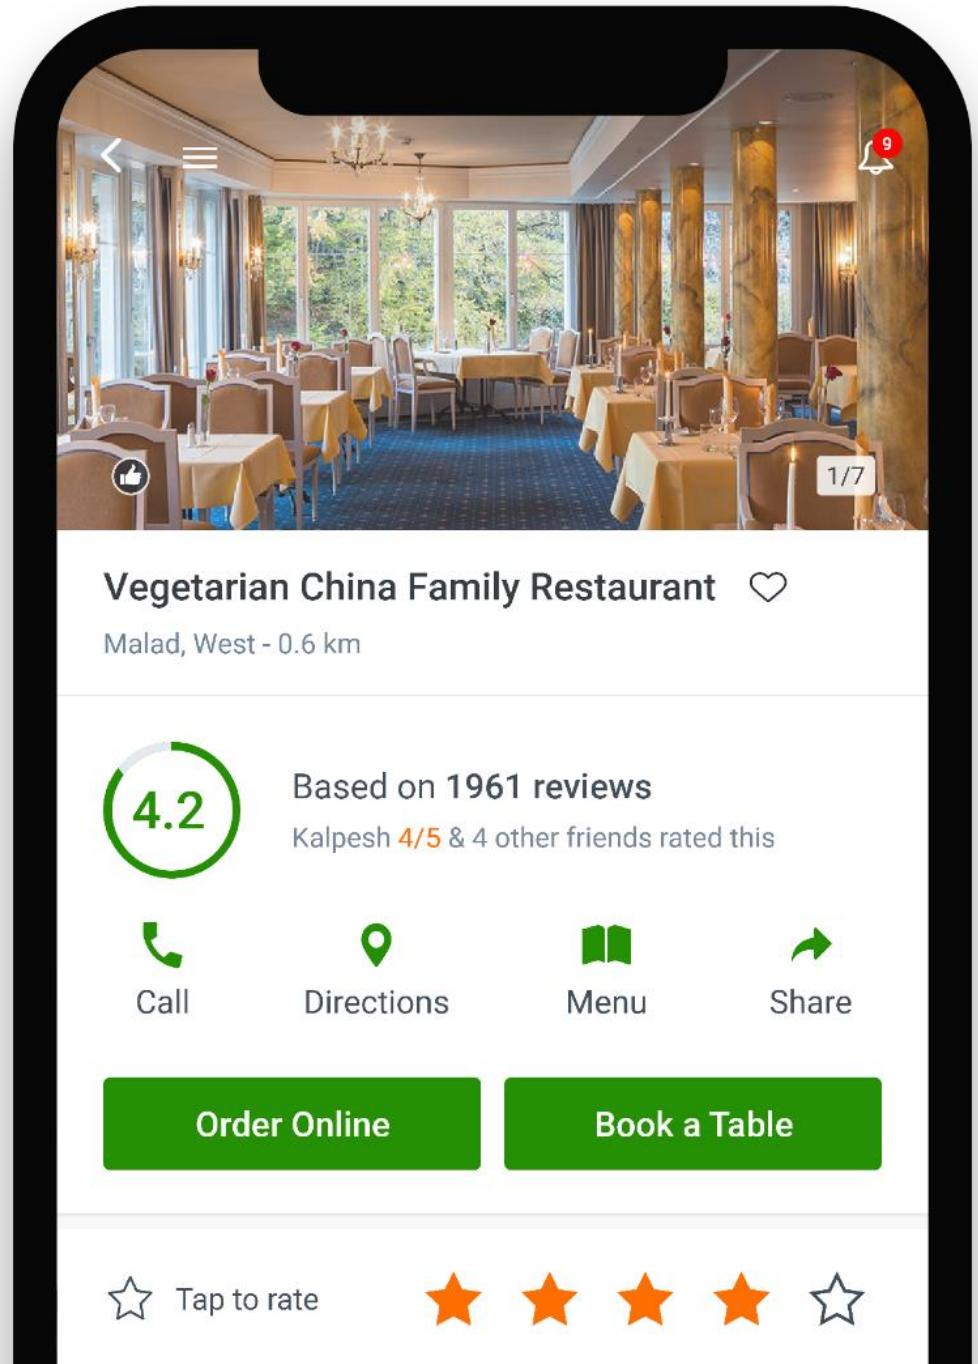 9
1/7
Vegetarian China Family Restaurant
Malad, West - 0.6 km
4.2
Based on 1961 reviews
Kalpesh 4/5 & 4 other friends rated this
Call Directions Menu Share
Order Online Book a Table
Tap to rate